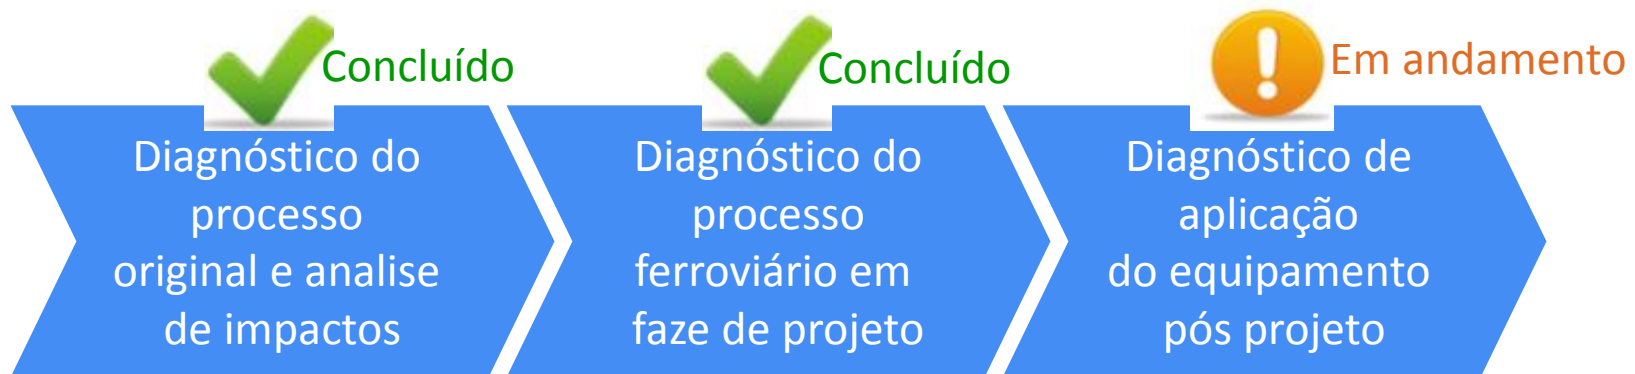 Concluído
Diagnóstico do
processo
original e analise
de impactos
Concluído
Diagnóstico do
processo
ferroviário em
faze de projeto
Em andamento
Diagnóstico de
aplicação
do equipamento
pós projeto